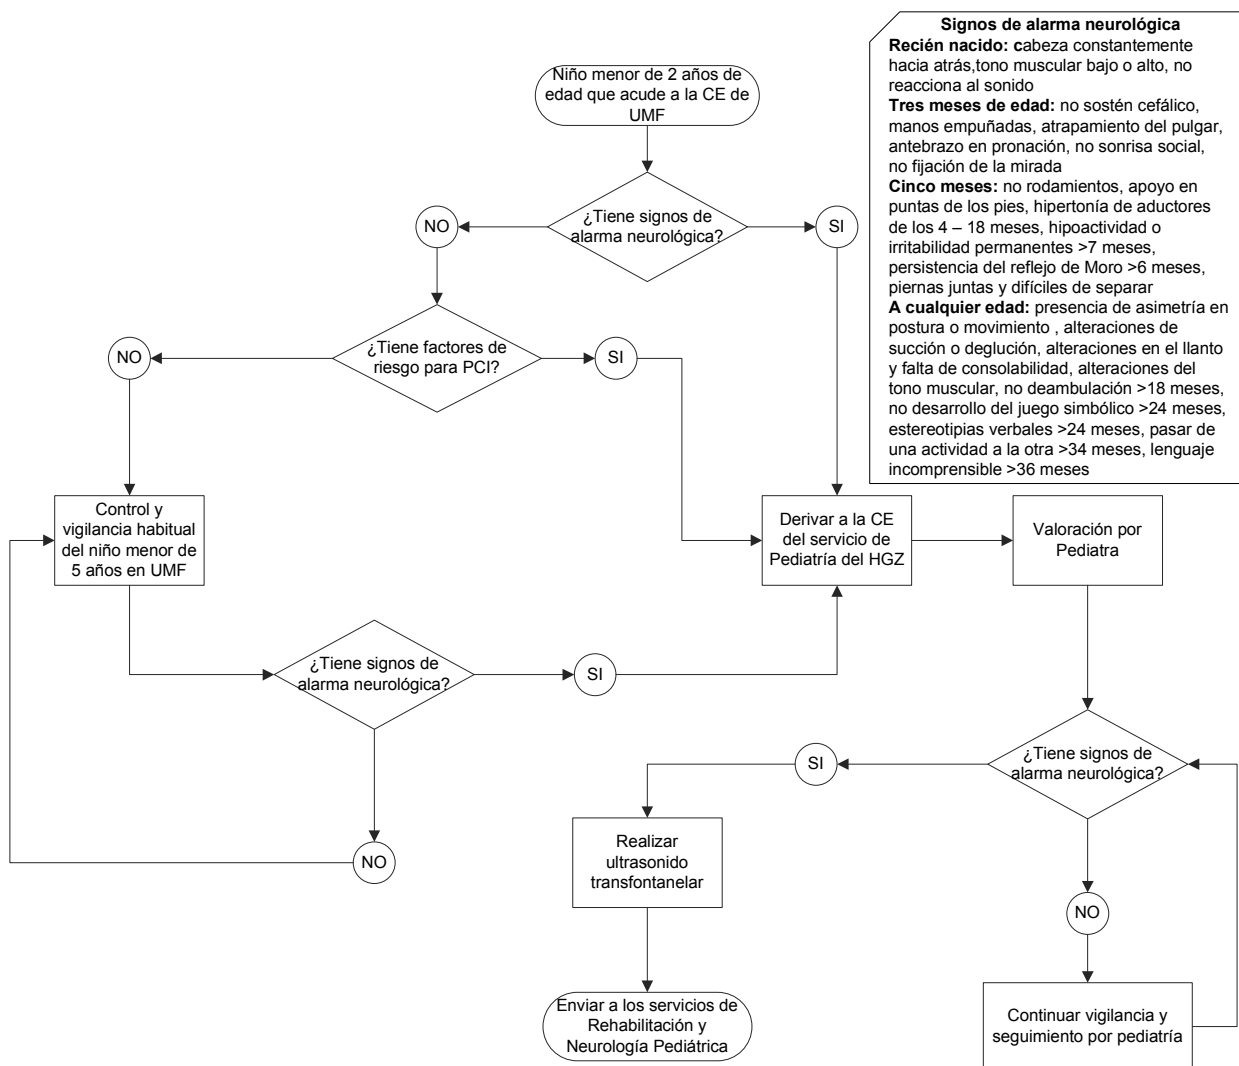 Signos de alarma neurológica
Recién nacido: cabeza constantemente
hacia atrás,tono muscular bajo o alto, no
reacciona al sonido
Tres meses de edad: no sostén cefálico,
manos empuñadas, atrapamiento del pulgar,
antebrazo en pronación, no sonrisa social,
no fijación de la mirada
Cinco meses: no rodamientos, apoyo en
puntas de los pies, hipertonía de aductores
de los 4 – 18 meses, hipoactividad o
irritabilidad permanentes >7 meses,
persistencia del reflejo de Moro >6 meses,
piernas juntas y difíciles de separar
A cualquier edad: presencia de asimetría en
postura o movimiento , alteraciones de
succión o deglución, alteraciones en el llanto
y falta de consolabilidad, alteraciones del
tono muscular, no deambulación >18 meses,
no desarrollo del juego simbólico >24 meses,
estereotipias verbales >24 meses, pasar de
una actividad a la otra >34 meses, lenguaje
incomprensible >36 meses
Niño menor de 2 años de
edad que acude a la CE de
UMF
¿Tiene signos de
alarma neurológica?
NO
SI
¿Tiene factores de
riesgo para PCI?
NO
SI
Control y
vigilancia habitual
del niño menor de
5 años en UMF
Derivar a la CE
del servicio de
Pediatría del HGZ
Valoración por
Pediatra
¿Tiene signos de
alarma neurológica?
SI
NO
¿Tiene signos de
alarma neurológica?
SI
NO
Realizar
ultrasonido
transfontanelar
Enviar a los servicios de
Rehabilitación y
Neurología Pediátrica
Continuar vigilancia y
seguimiento por pediatría